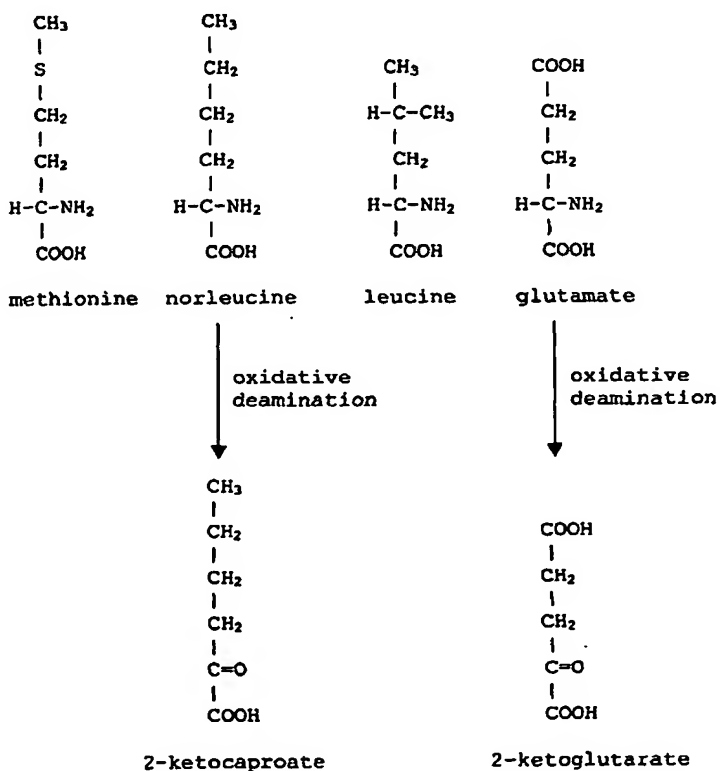 CH₃ CH₃
S CH₂ CH₃ COOH
CH₂ CH₂ H-C-CH₃ CH₂
CH₂ CH₂ CH₂ CH₂
H-C-NH₂ H-C-NH₂ H-C-NH₂ H-C-NH₂
COOH COOH COOH COOH
methionine norleucine leucine glutamate
oxidative oxidative
deamination deamination
CH₃
CH₂ COOH
CH₂ CH₂
CH₂ CH₂
C=O C=O
COOH COOH
2-ketocaproate 2-ketoglutarate